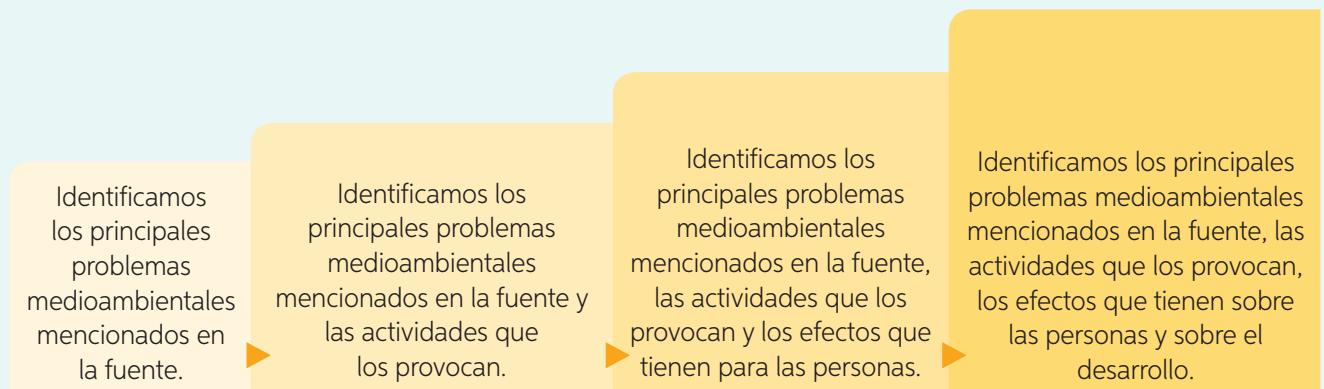 Identificamos
los principales
problemas
medioambientales
mencionados en
la fuente.
Identificamos los
principales problemas
medioambientales
mencionados en la fuente y
las actividades que
los provocan.
Identificamos los
principales problemas
medioambientales
mencionados en la fuente,
las actividades que los
provocan y los efectos que
tienen para las personas.
Identificamos los principales
problemas medioambientales
mencionados en la fuente, las
actividades que los provocan,
los efectos que tienen sobre
las personas y sobre el
desarrollo.